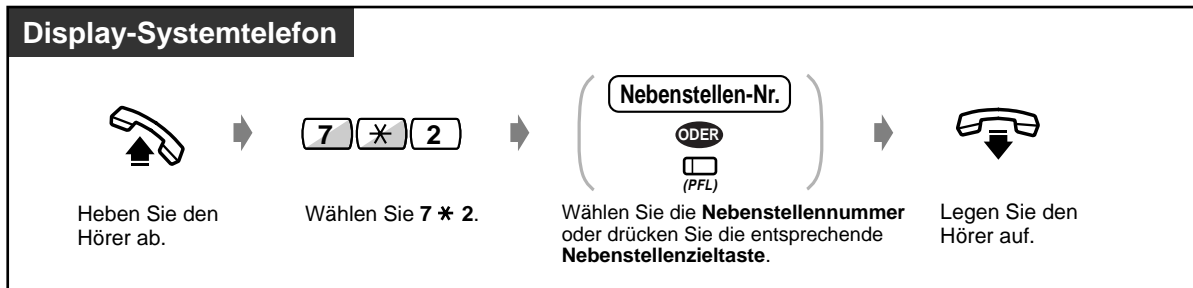 Display-Systemtelefon
Nebenstellen-Nr.
7 * 2
ODER
(PFL)
Heben Sie den
Hörer ab.
Wählen Sie 7 * 2.
Wählen Sie die Nebenstellennummer
oder drücken Sie die entsprechende
Nebenstellenzieltaste.
Legen Sie den
Hörer auf.